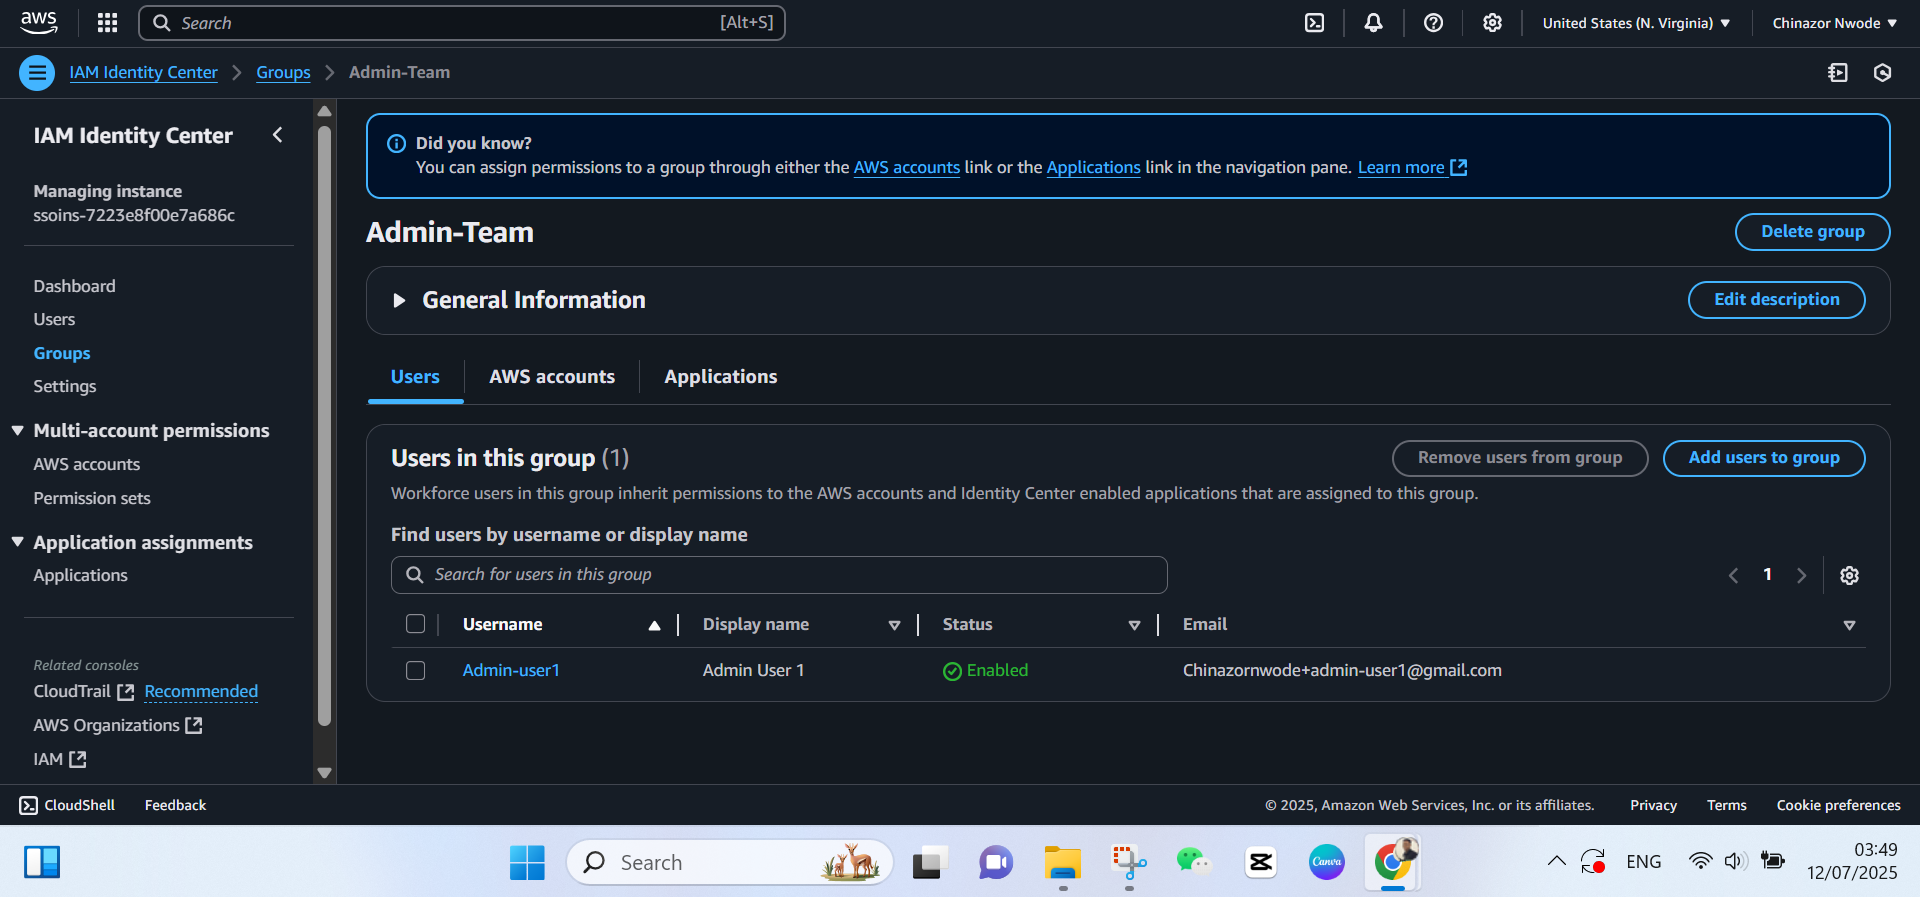 aws
Search [Alt+S]
United States (N. Virginia)
Chinazor Nwode
IAM Identity Center
Groups
Admin-Team
IAM Identity Center
Managing instance
ssoins-7223e8f00e7a686c
Dashboard
Users
Groups
Settings
Multi-account permissions
AWS accounts
Permission sets
Application assignments
Applications
Related consoles
CloudTrail Recommended
AWS Organizations
IAM
Did you know?
You can assign permissions to a group through either the AWS accounts link or the Applications link in the navigation pane. Learn more
Admin-Team
Delete group
General Information
Edit description
Users
AWS accounts
Applications
Users in this group (1)
Remove users from group
Add users to group
Workforce users in this group inherit permissions to the AWS accounts and Identity Center enabled applications that are assigned to this group.
Find users by username or display name
Search for users in this group
1
Username Display name Status Email
Admin-user1 Admin User 1 Enabled Chinazornwode+admin-user1@gmail.com
CloudShell
Feedback
© 2025, Amazon Web Services, Inc. or its affiliates.
Privacy
Terms
Cookie preferences
Search
Canva
ENG
03:49
12/07/2025